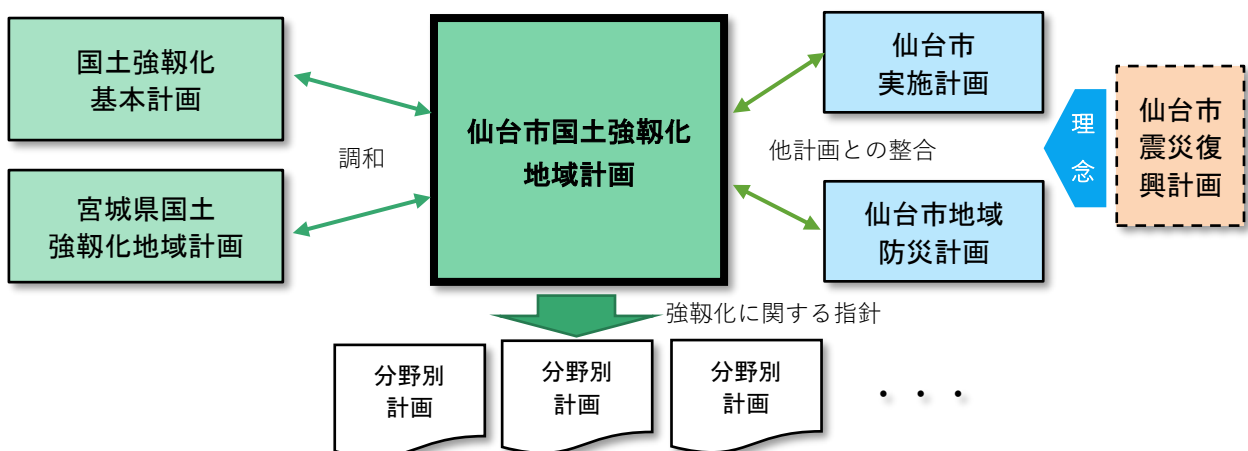 国土強靱化
基本計画
宮城県国土
強靱化地域計画
調和
仙台市国土強靱化
地域計画
他計画との整合
仙台市
実施計画
仙台市地域
防災計画
理
念
仙台市
震災復
興計画
強靱化に関する指針
分野別
計画
分野別
計画
分野別
計画
・・・